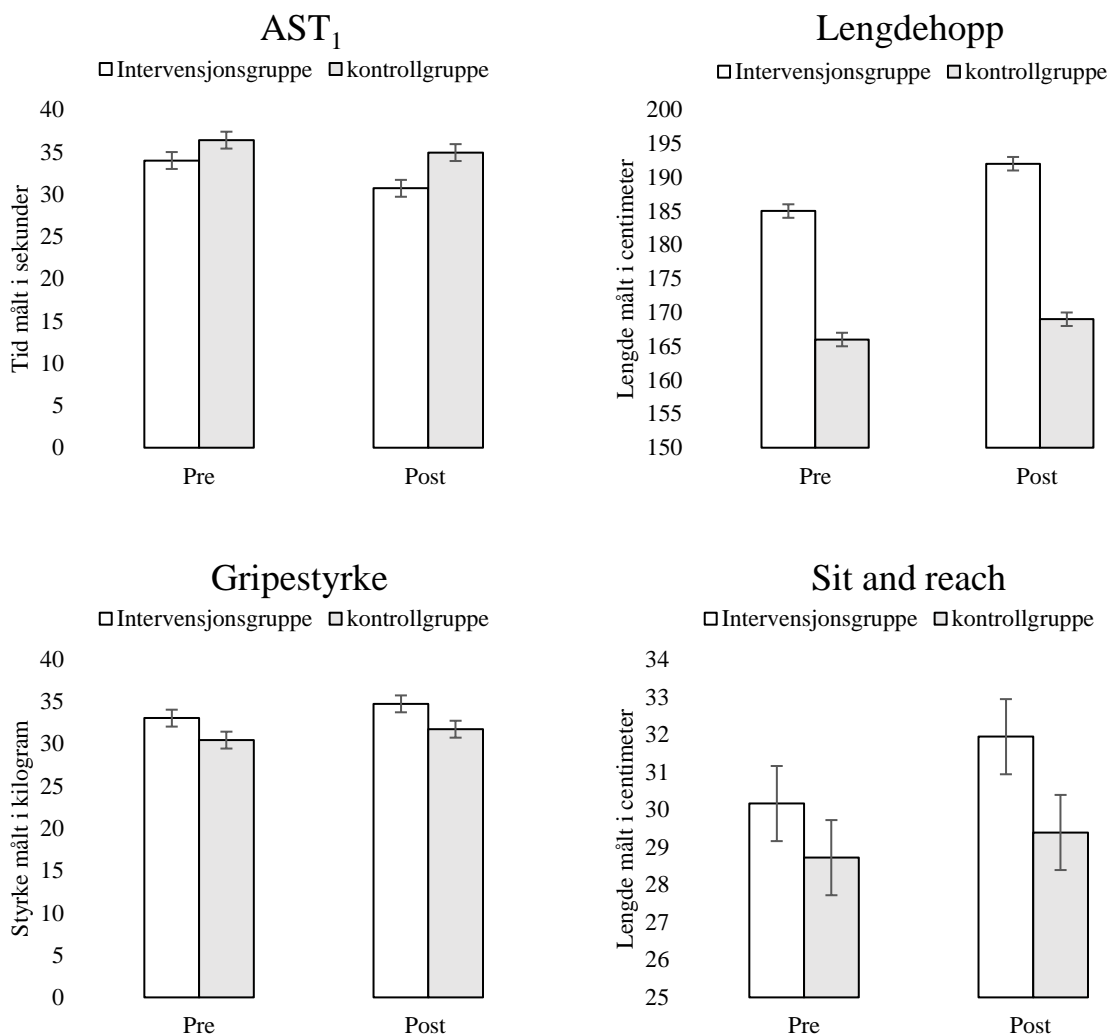 AST₁
Intervensjonsgruppe kontrollgruppe
Tid målt i sekunder
40
35
30
25
20
15
10
5
0
Pre Post
Lengdehopp
Intervensjonsgruppe kontrollgruppe
Lengde målt i centimeter
200
195
190
185
180
175
170
165
160
155
150
Pre Post
Gripestyrke
Intervensjonsgruppe kontrollgruppe
Styrke målt i kilogram
40
35
30
25
20
15
10
5
0
Pre Post
Sit and reach
Intervensjonsgruppe kontrollgruppe
Lengde målt i centimeter
34
33
32
31
30
29
28
27
26
25
Pre Post